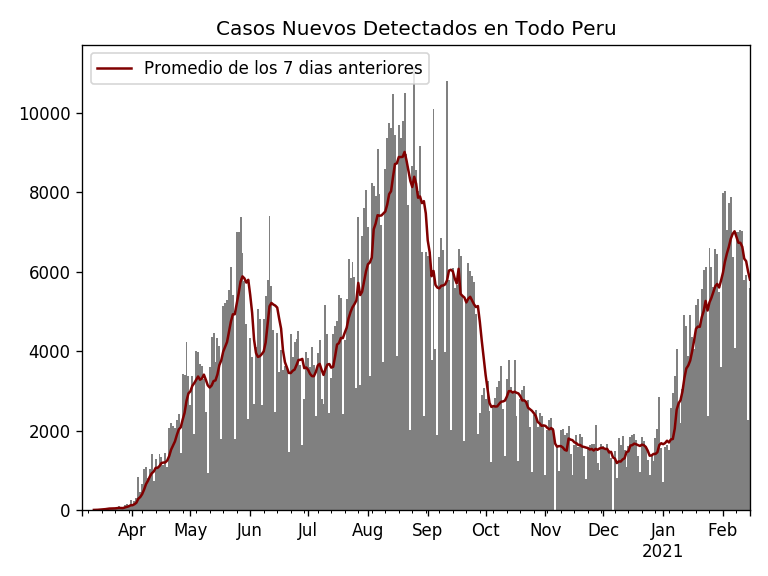 Casos Nuevos Detectados en Todo Peru
Promedio de los 7 dias anteriores
10000
8000
6000
4000
2000
0
Apr May Jun Jul Aug Sep Oct Nov Dec Jan Feb
2021